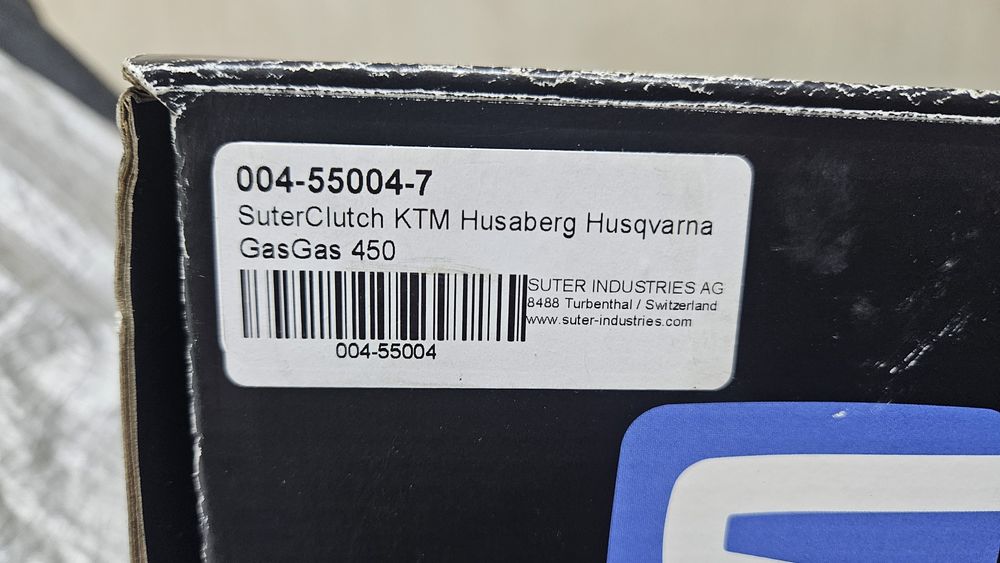 004-55004-7
SuterClutch KTM Husaberg Husqvarna
GasGas 450
SUTER INDUSTRIES AG
8488 Turbenthal / Switzerland
www.suter-industries.com
004-55004